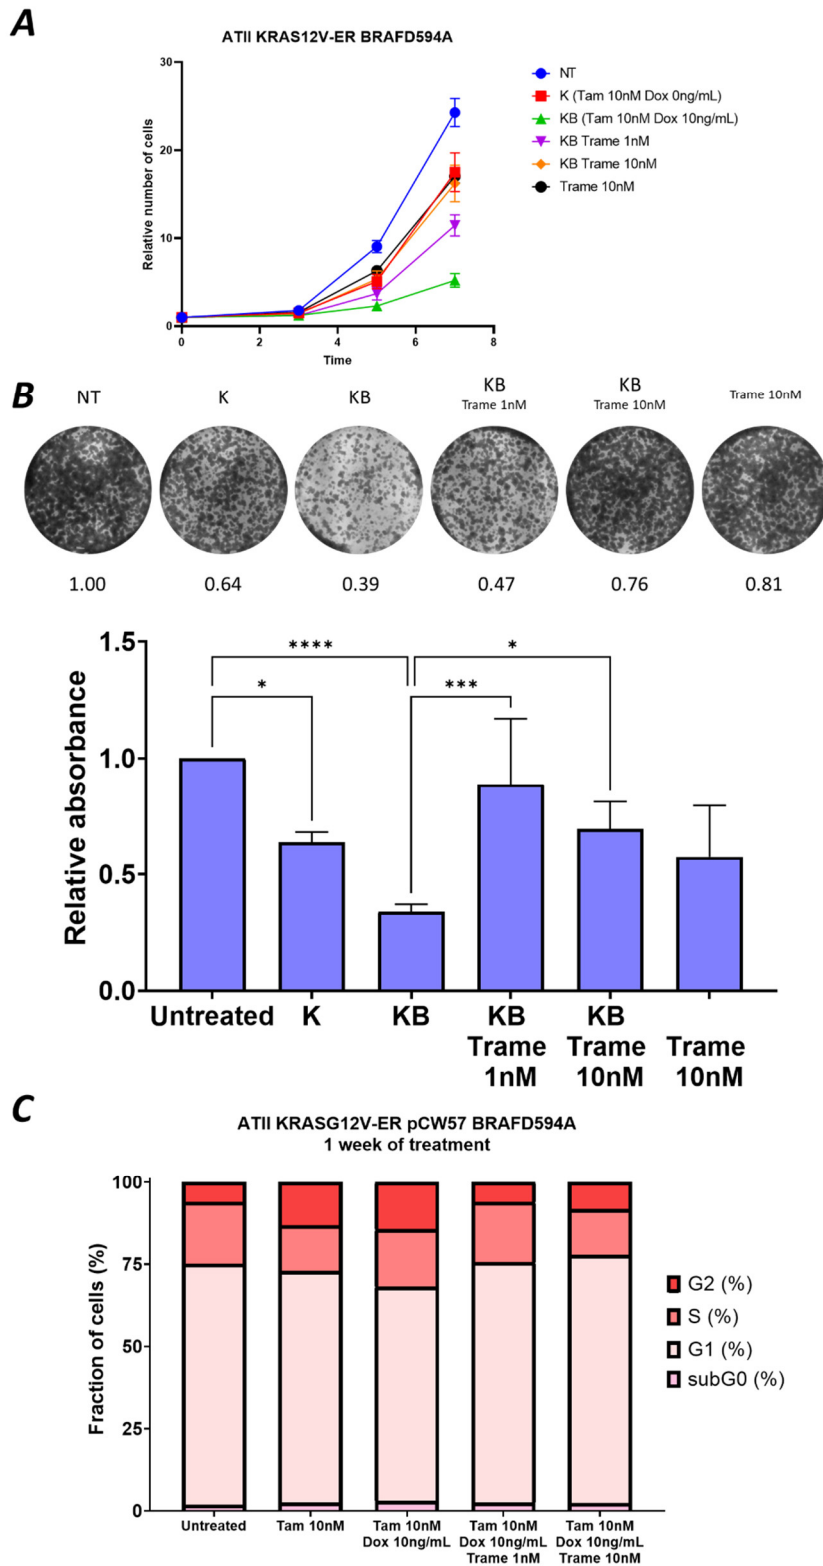 A
ATII KRAS12V-ER BRAFD594A
Relative number of cells
30
20
10
0
0 2 4 6 8
Time
NT
K (Tam 10nM Dox 0ng/mL)
KB (Tam 10nM Dox 10ng/mL)
KB Trame 1nM
KB Trame 10nM
Trame 10nM
B
NT K KB KB KB Trame 10nM
Trame 1nM Trame 10nM
1.00 0.64 0.39 0.47 0.76 0.81
Relative absorbance
1.5
1.0
0.5
0.0
**** *
* ***
Untreated K KB KB KB Trame
Trame Trame 10nM
1nM 10nM
C
ATII KRASG12V-ER pCW57 BRAFD594A
1 week of treatment
Fraction of cells (%)
100
75
50
25
0
G2 (%)
S (%)
G1 (%)
subG0 (%)
Untreated Tam 10nM Tam 10nM Tam 10nM Tam 10nM
Dox 10ng/mL Dox 10ng/mL Dox 10ng/mL
Trame 1nM Trame 10nM